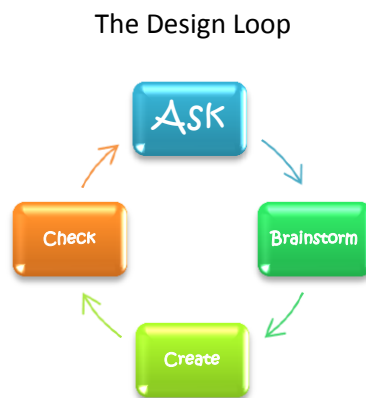 The Design Loop
Ask
Brainstorm
Create
Check